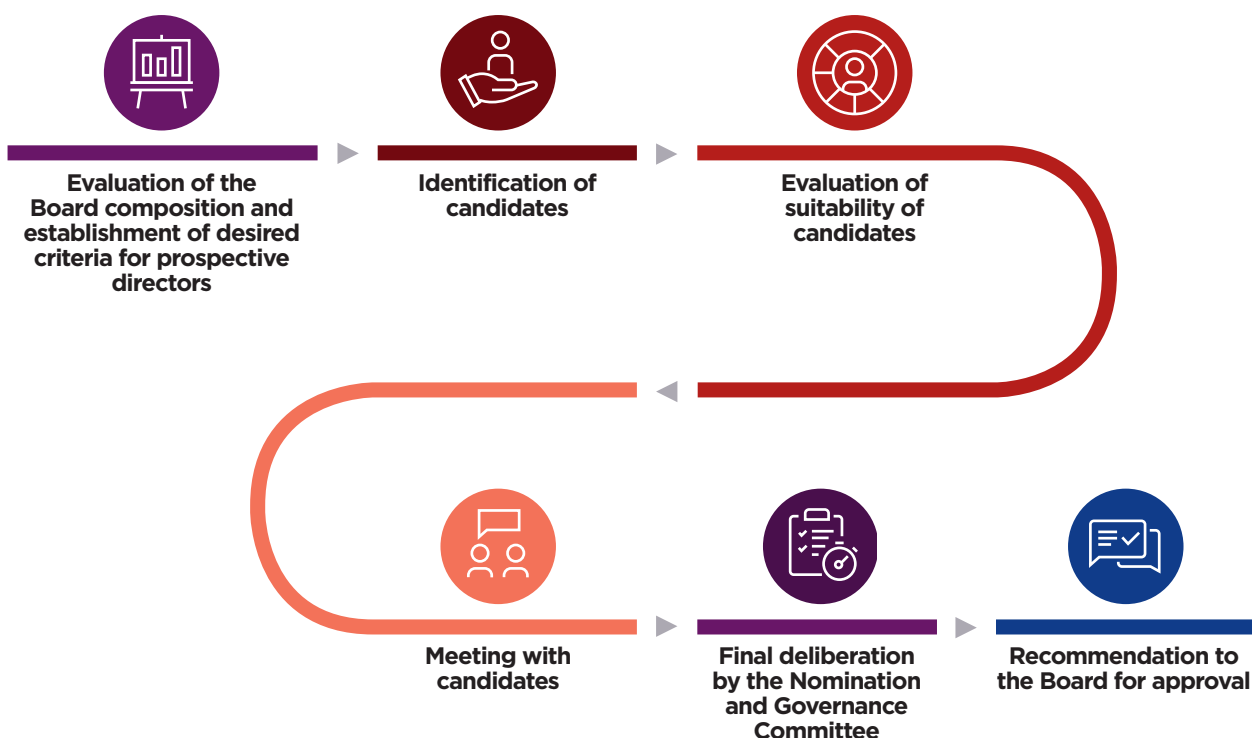 Evaluation of the
Board composition and
establishment of desired
criteria for prospective
directors
Identification of
candidates
Evaluation of
suitability of
candidates
Meeting with
candidates
Final deliberation
by the Nomination
and Governance
Committee
Recommendation to
the Board for approval